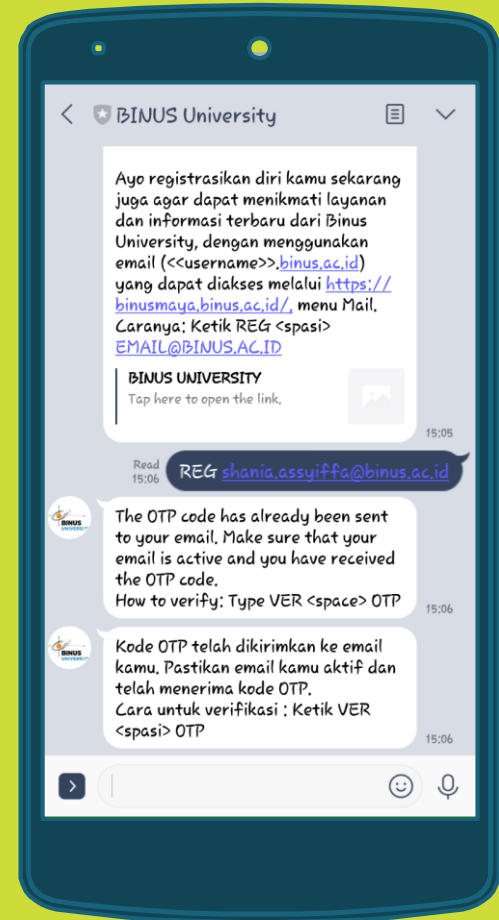 BINUS University
Ayo registrasikan diri kamu sekarang
juga agar dapat menikmati layanan
dan informasi terbaru dari Binus
University, dengan menggunakan
email (<<username>>.binus.ac.id)
yang dapat diakses melalui https://
binusmaya.binus.ac.id/, menu Mail.
Caranya: Ketik REG <spasi>
EMAIL@BINUS.AC.ID
BINUS UNIVERSITY
Tap here to open the link.
15:05
Read
15:06
REG shania.assyiffa@binus.ac.id
BINUS
UNIVERSITY
The OTP code has already been sent
to your email. Make sure that your
email is active and you have received
the OTP code.
How to verify: Type VER <space> OTP
15:06
BINUS
UNIVERSITY
Kode OTP telah dikirimkan ke email
kamu. Pastikan email kamu aktif dan
telah menerima kode OTP.
Cara untuk verifikasi : Ketik VER
<spasi> OTP
15:06